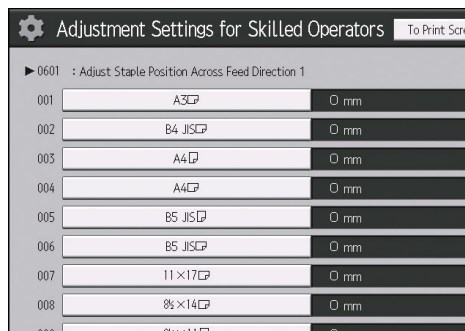 Adjustment Settings for Skilled Operators To Print Scre
▶ 0601 : Adjust Staple Position Across Feed Direction 1
001 A3 0 mm
002 B4 JIS 0 mm
003 A4 0 mm
004 A4 0 mm
005 B5 JIS 0 mm
006 B5 JIS 0 mm
007 11×17 0 mm
008 8½×14 0 mm